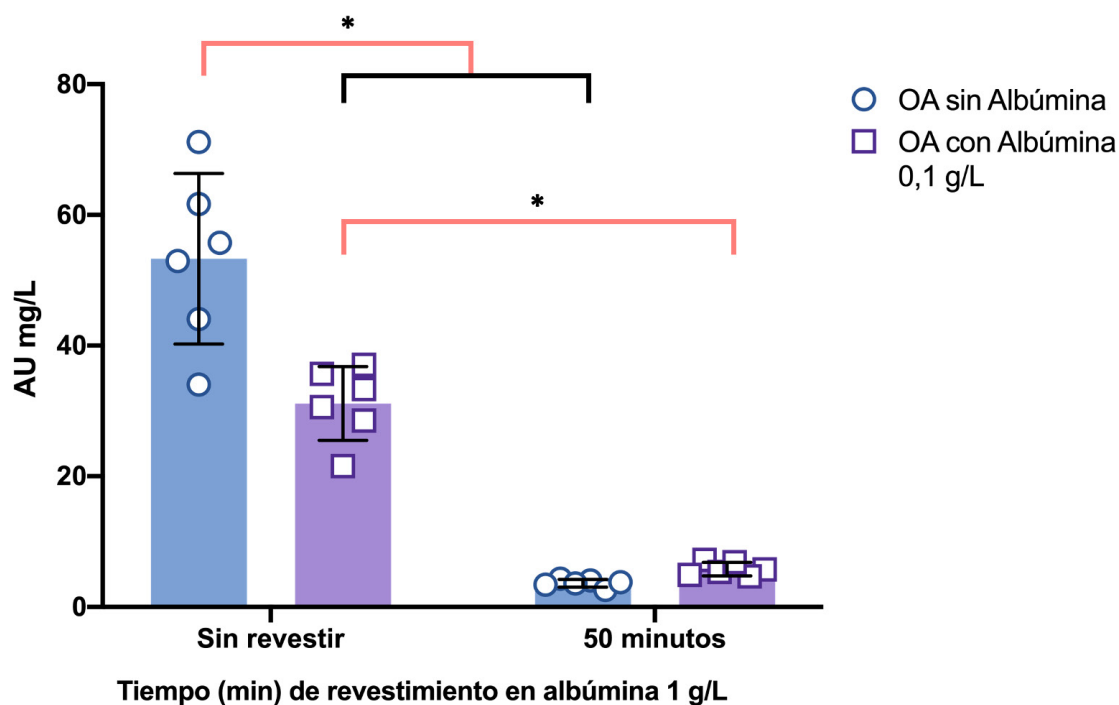 *
80
OA sin Albúmina
OA con Albúmina
0,1 g/L
60
*
40
20
0
AU mg/L
Sin revestir
50 minutos
Tiempo (min) de revestimiento en albúmina 1 g/L